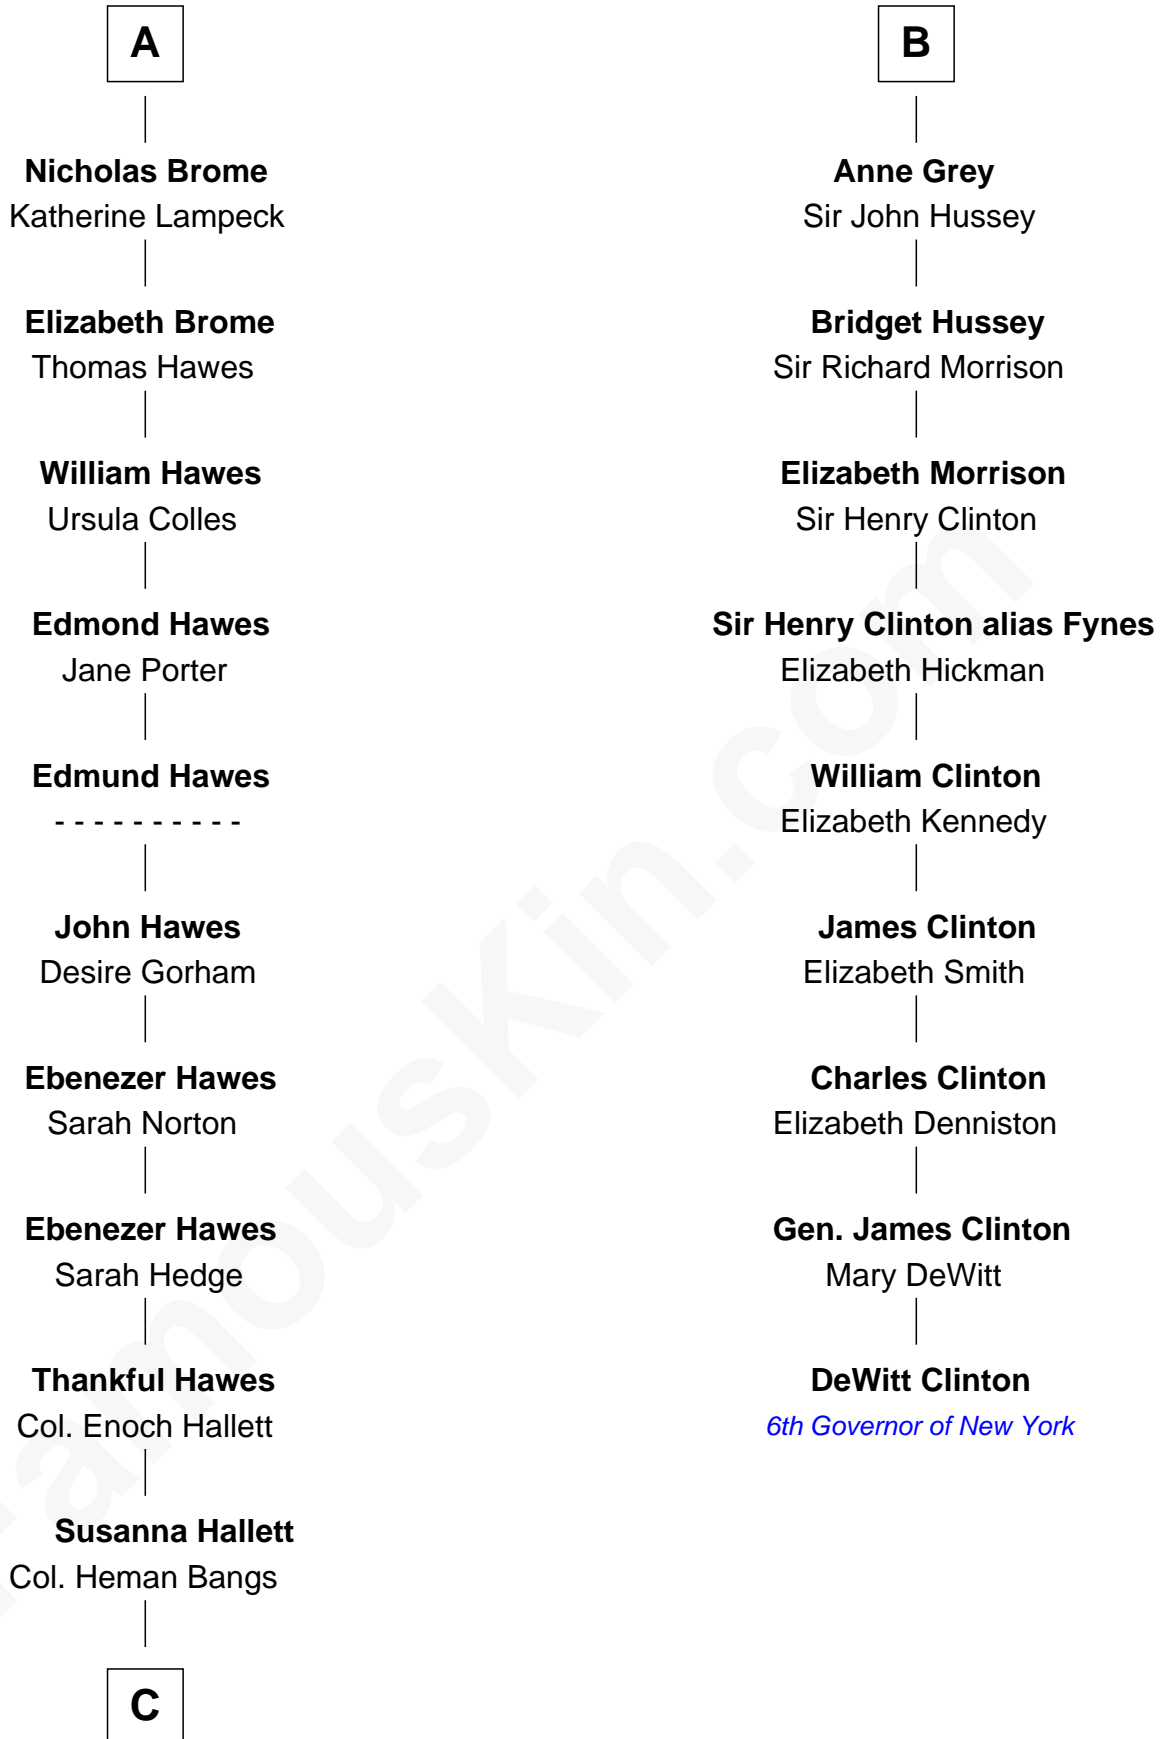 A
Nicholas Brome
Katherine Lampeck
Elizabeth Brome
Thomas Hawes
William Hawes
Ursula Colles
Edmond Hawes
Jane Porter
Edmund Hawes
- - - - - - - - - -
John Hawes
Desire Gorham
Ebenezer Hawes
Sarah Norton
Ebenezer Hawes
Sarah Hedge
Thankful Hawes
Col. Enoch Hallett
Susanna Hallett
Col. Heman Bangs
C
B
Anne Grey
Sir John Hussey
Bridget Hussey
Sir Richard Morrison
Elizabeth Morrison
Sir Henry Clinton
Sir Henry Clinton alias Fynes
Elizabeth Hickman
William Clinton
Elizabeth Kennedy
James Clinton
Elizabeth Smith
Charles Clinton
Elizabeth Denniston
Gen. James Clinton
Mary DeWitt
DeWitt Clinton
6th Governor of New York
FamousKin.com